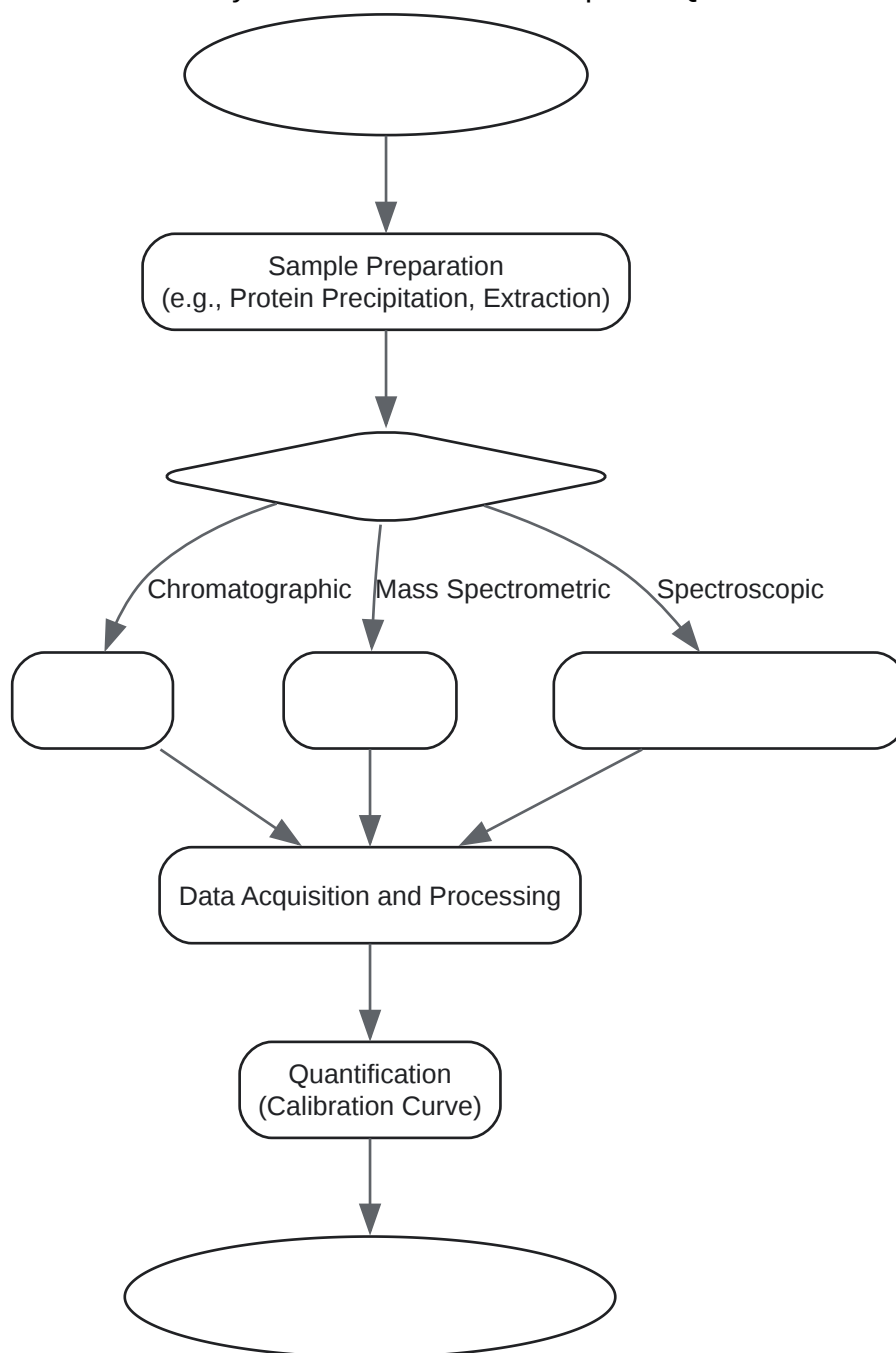 Sample Preparation
(e.g., Protein Precipitation, Extraction)
Chromatographic
Mass Spectrometric
Spectroscopic
Data Acquisition and Processing
Quantification
(Calibration Curve)